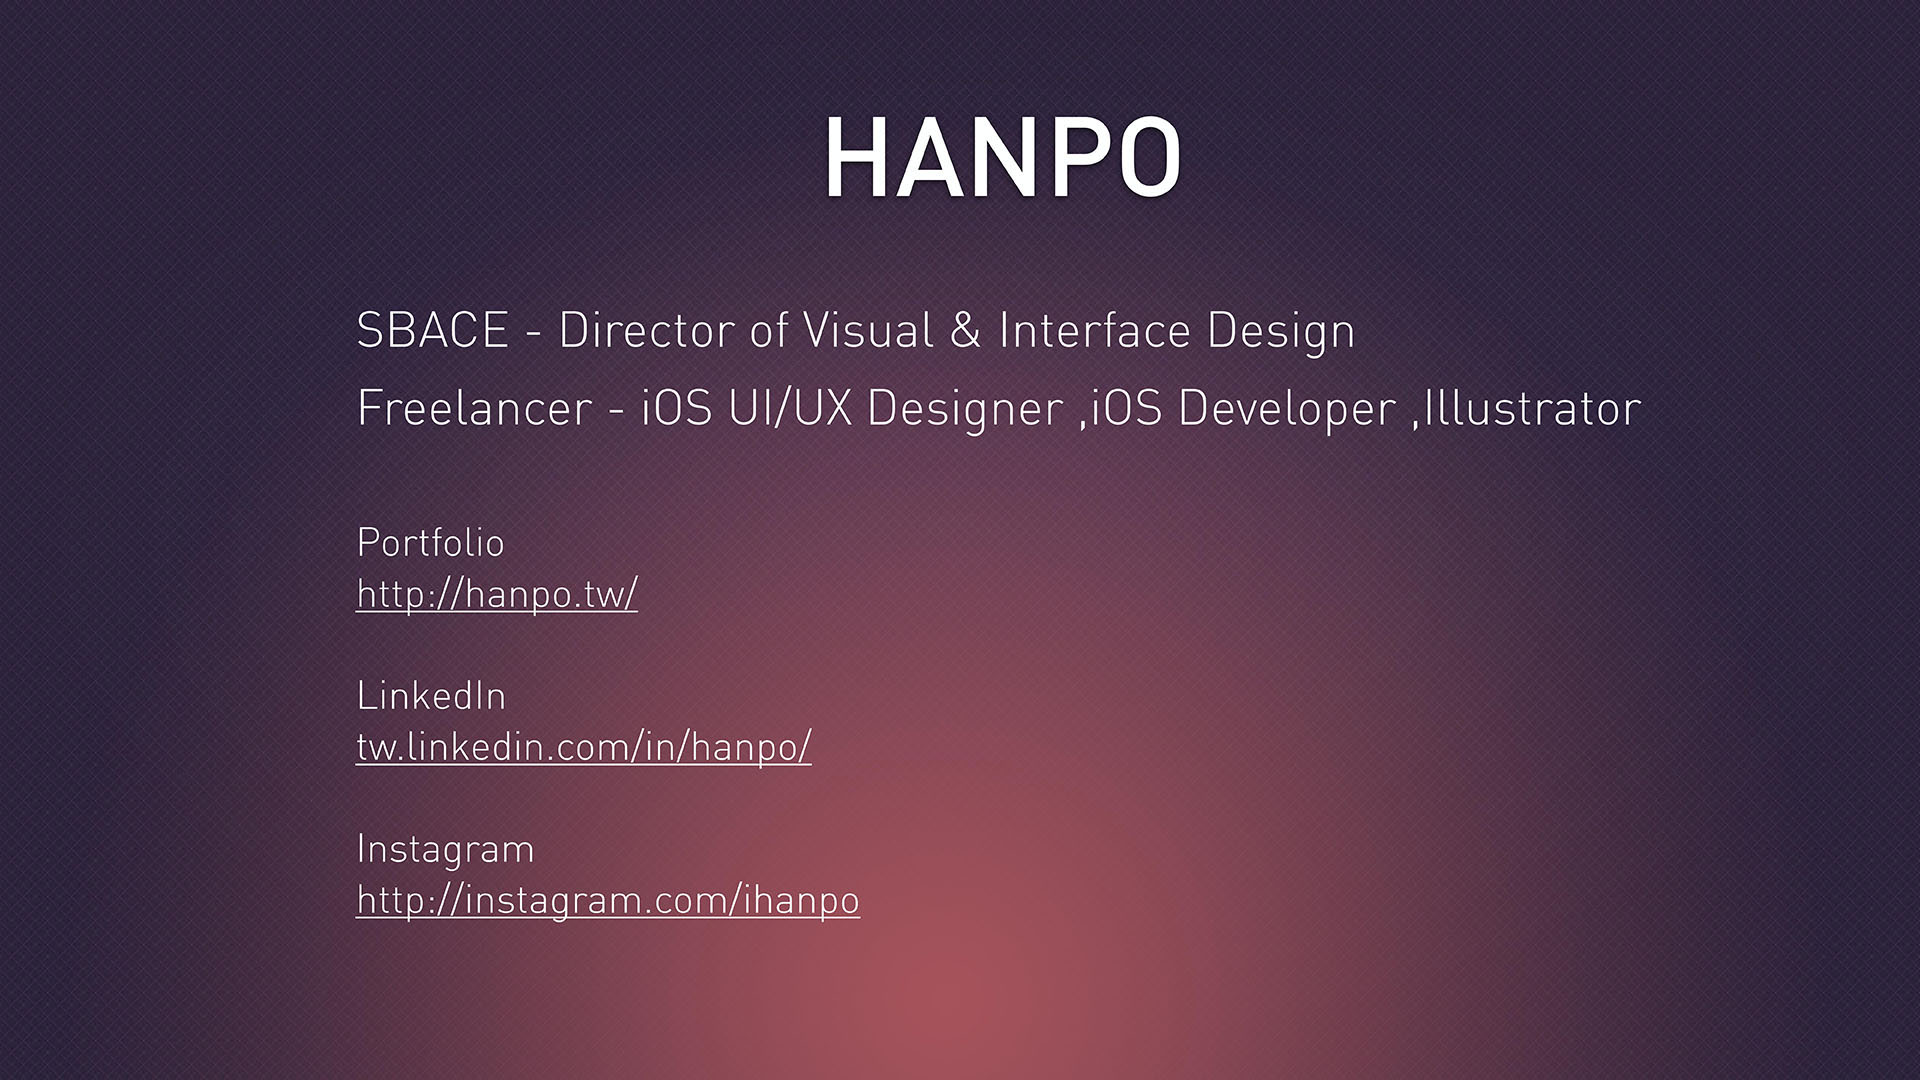 HANPO
SBACE - Director of Visual & Interface Design
Freelancer - iOS UI/UX Designer ,iOS Developer ,Illustrator
Portfolio
http://hanpo.tw/
LinkedIn
tw.linkedin.com/in/hanpo/
Instagram
http://instagram.com/ihanpo